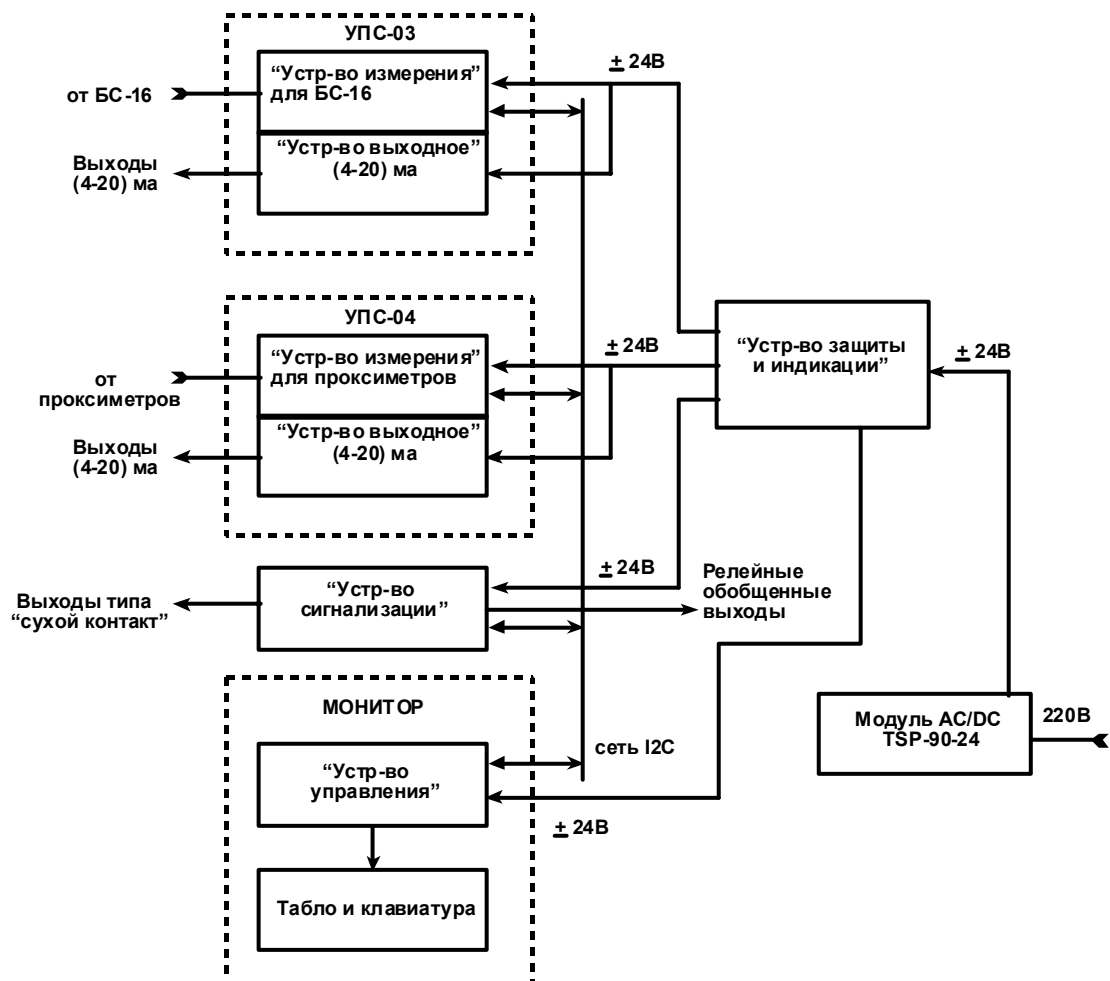 УПС-03
“Устр-во измерения”
для БС-16
от БС-16
± 24В
“Устр-во выходное”
(4-20) ма
Выходы
(4-20) ма
УПС-04
“Устр-во измерения”
для проксиметров
от
проксиметров
± 24В
“Устр-во защиты
и индикации”
± 24В
“Устр-во выходное”
(4-20) ма
Выходы
(4-20) ма
± 24В
“Устр-во
сигнализации”
Выходы типа
“сухой контакт”
Релейные
обобщенные
выходы
МОНИТОР
Модуль AC/DC
TSP-90-24
220В
“Устр-во
управления”
сеть I2C
± 24В
Табло и клавиатура